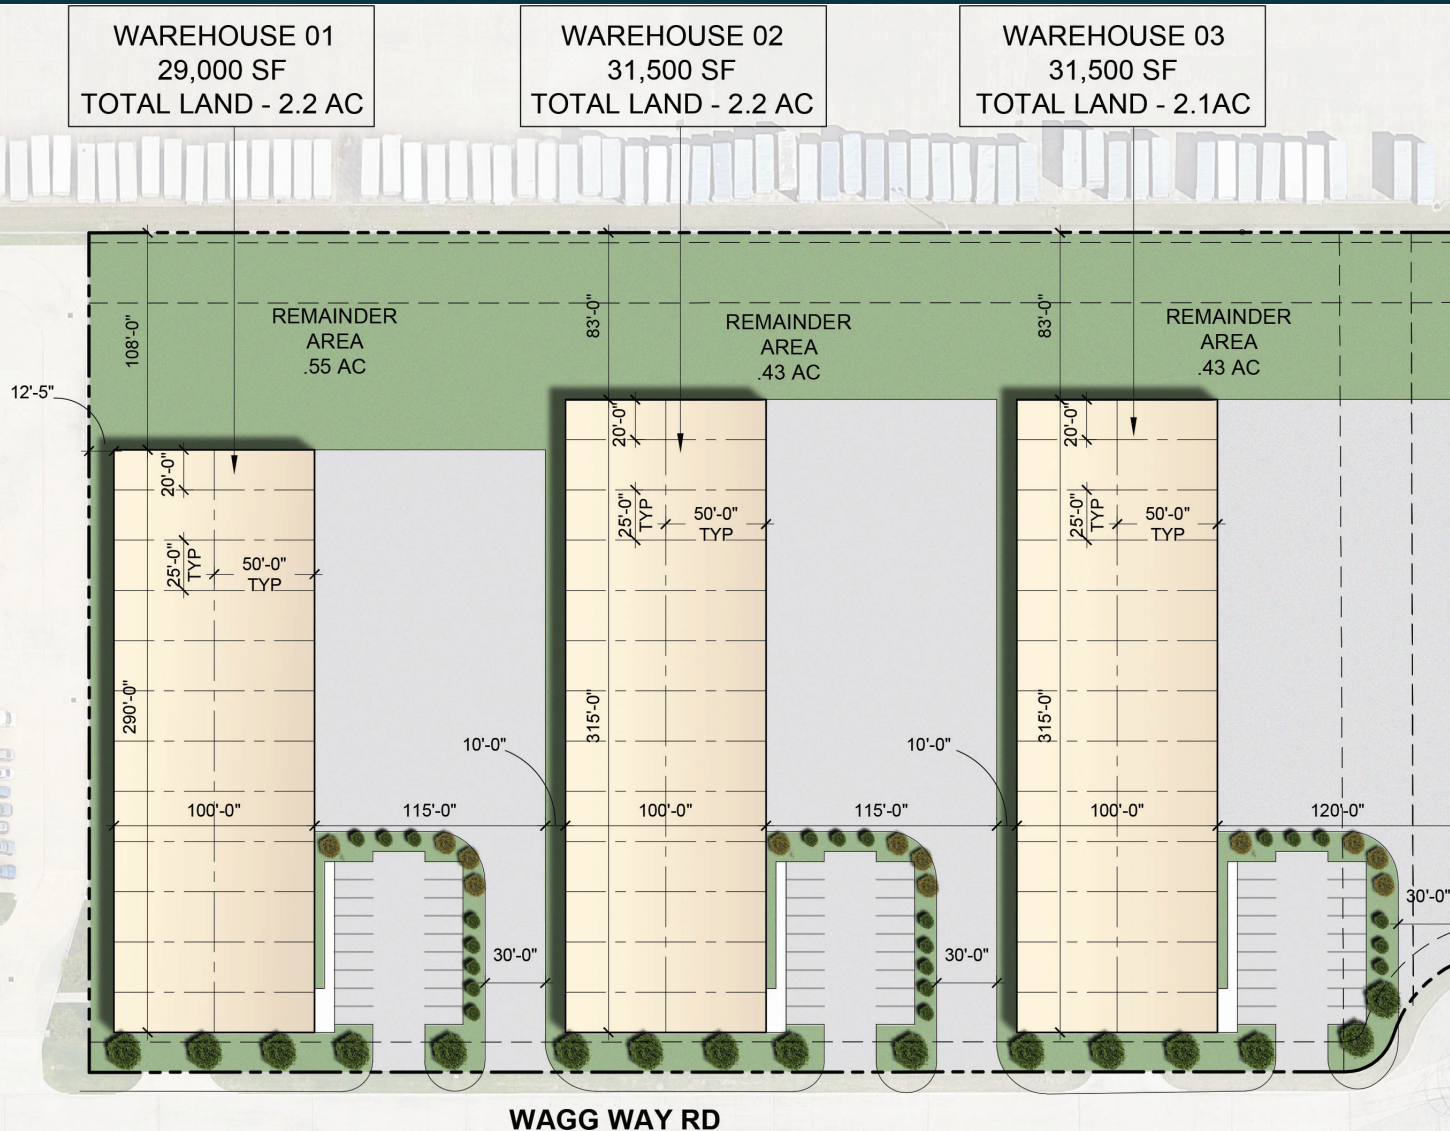 WAREHOUSE 01
29,000 SF
TOTAL LAND - 2.2 AC
WAREHOUSE 02
31,500 SF
TOTAL LAND - 2.2 AC
WAREHOUSE 03
31,500 SF
TOTAL LAND - 2.1AC
108'-0"
REMAINDER
AREA
.55 AC
83'-0"
REMAINDER
AREA
.43 AC
83'-0"
REMAINDER
AREA
.43 AC
12'-5"
20'-0"
25'-0"
TYP
50'-0"
TYP
290'-0"
100'-0"
115'-0"
30'-0"
10'-0"
20'-0"
25'-0"
TYP
50'-0"
TYP
315'-0"
100'-0"
115'-0"
30'-0"
10'-0"
20'-0"
25'-0"
TYP
50'-0"
TYP
315'-0"
100'-0"
120'-0"
30'-0"
WAGG WAY RD